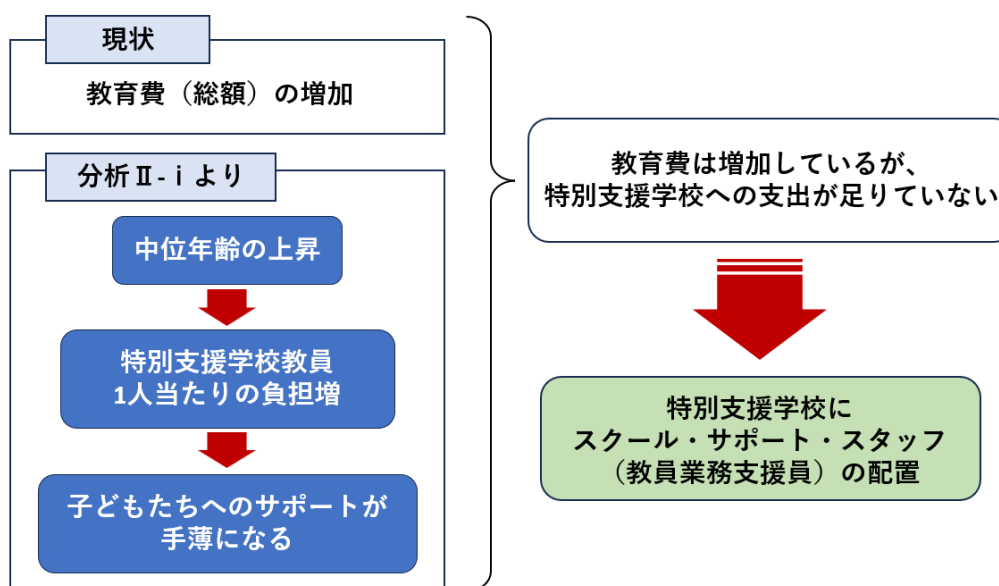 現状
教育費（総額）の増加
分析Ⅱ-ⅰより
中位年齢の上昇
特別支援学校教員
1人当たりの負担増
子どもたちへのサポートが
手薄になる
教育費は増加しているが、
特別支援学校への支出が足りていない
特別支援学校に
スクール・サポート・スタッフ
（教員業務支援員）の配置